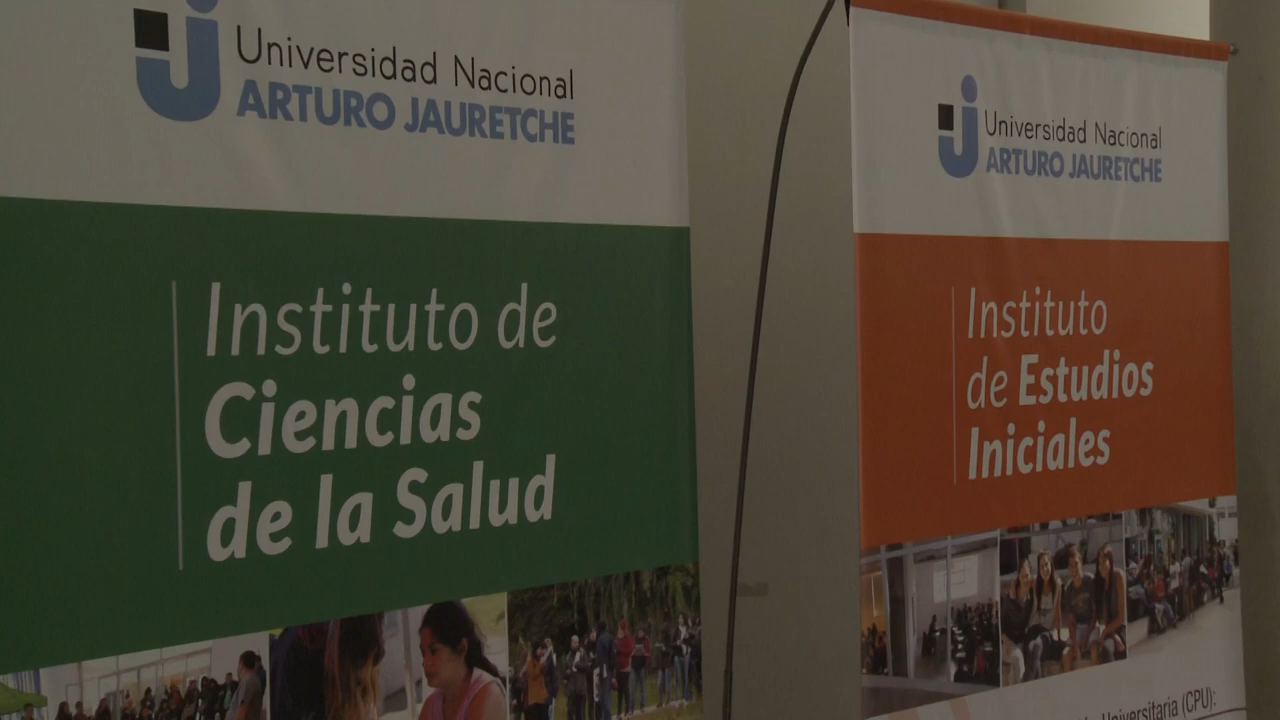 Universidad Nacional
ARTURO JAURETCHE
Instituto de
Ciencias
de la Salud
Universidad Nacional
ARTURO JAURETCHE
Instituto
de Estudios
Iniciales
Universitaria (CPU):